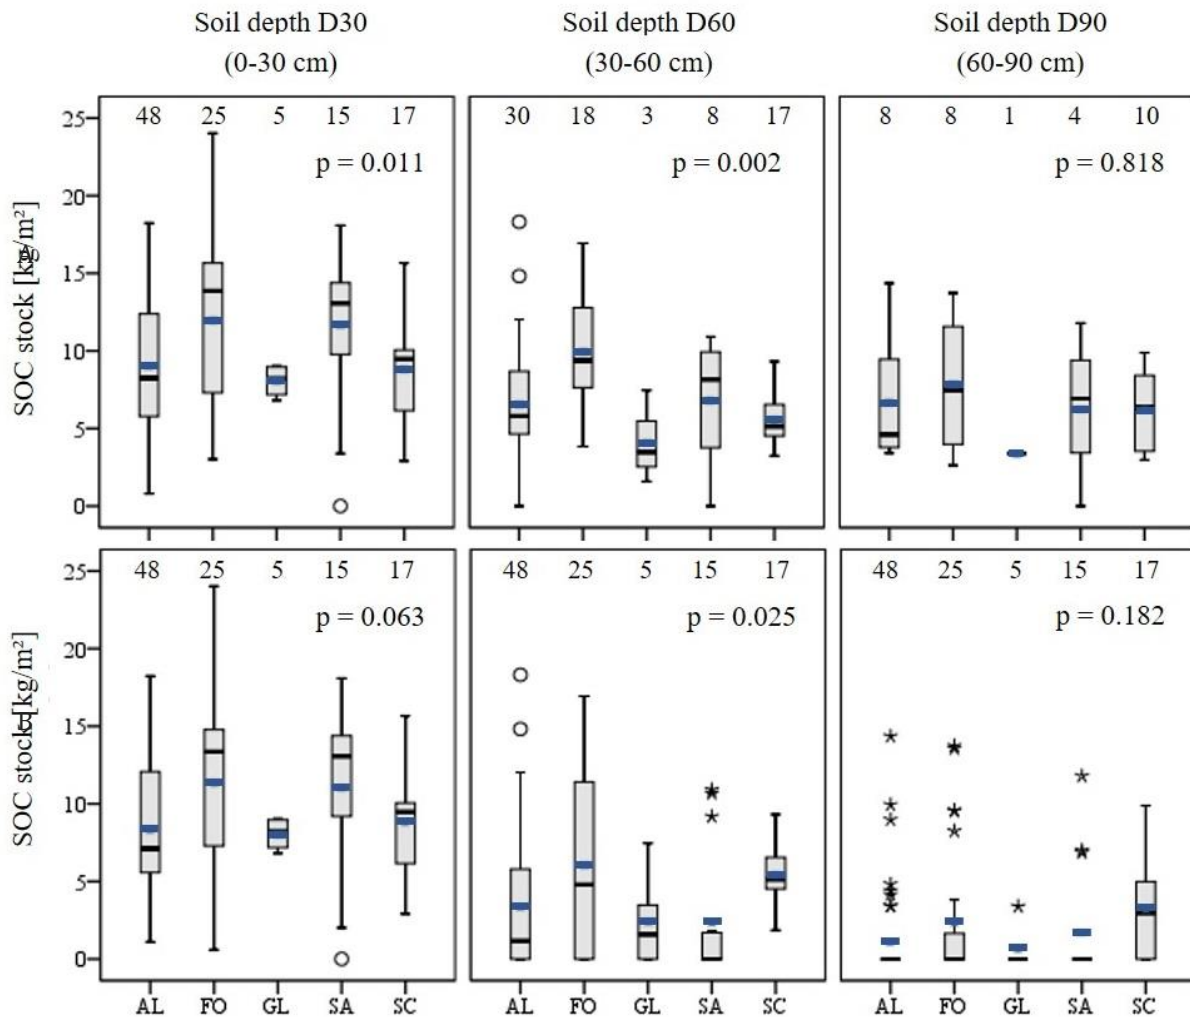 Soil depth D30 Soil depth D60 Soil depth D90
(0-30 cm) (30-60 cm) (60-90 cm)
48 25 5 15 17 30 18 3 8 17 8 8 1 4 10
p = 0.011 p = 0.002 p = 0.818
SOC stock [kg/m²]
25
20
15
10
5
0
48 25 5 15 17 48 25 5 15 17 48 25 5 15 17
p = 0.063 p = 0.025 p = 0.182
SOC stock [kg/m²]
25
20
15
10
5
0
AL FO GL SA SC AL FO GL SA SC AL FO GL SA SC